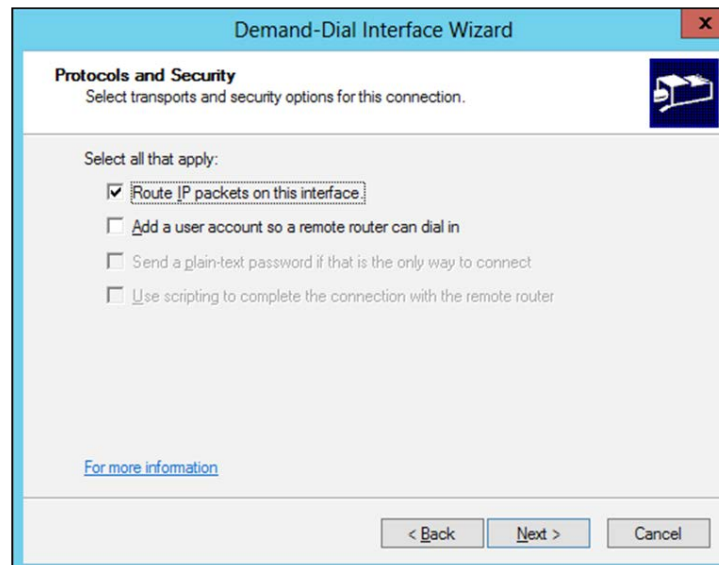 Demand-Dial Interface Wizard
x
Protocols and Security
Select transports and security options for this connection.
Select all that apply:
Route IP packets on this interface.
Add a user account so a remote router can dial in
Send a plain-text password if that is the only way to connect
Use scripting to complete the connection with the remote router
For more information
< Back
Next >
Cancel